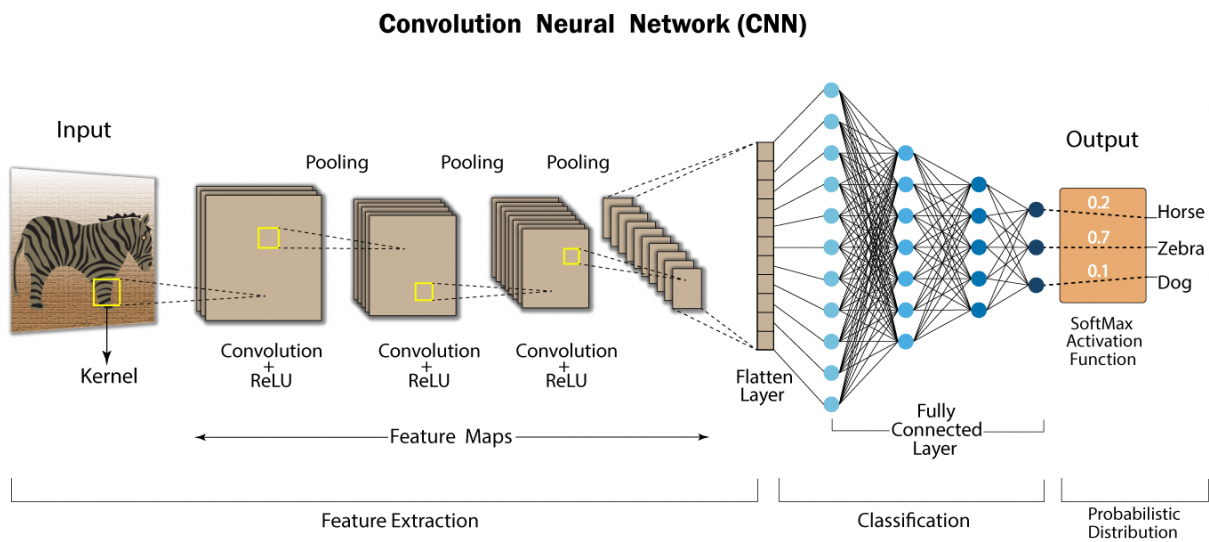 Convolution Neural Network (CNN)
Input
Pooling
Pooling
Pooling
Output
0.2
Horse
0.7
Zebra
0.1
Dog
SoftMax
Activation
Function
Kernel
Convolution
+
ReLU
Convolution
+
ReLU
Convolution
+
ReLU
Flatten
Layer
Fully
Connected
Layer
Feature Maps
Feature Extraction
Classification
Probabilistic
Distribution